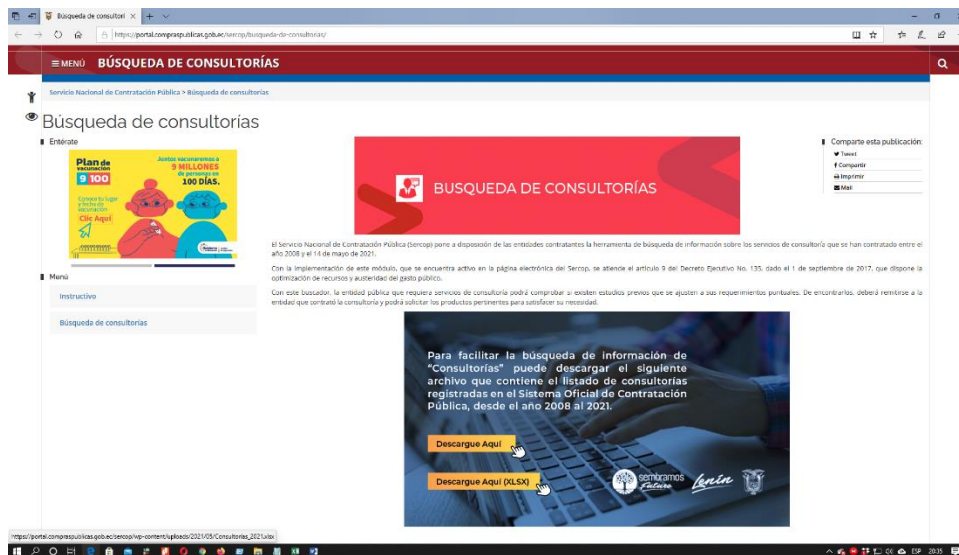 Búsqueda de consultorí
https://portal.compraspublicas.gob.ec/sercop/busqueda-de-consultorias/
MENÚ BÚSQUEDA DE CONSULTORÍAS
Servicio Nacional de Contratación Pública > Búsqueda de consultorías
Búsqueda de consultorías
Entérate
Plan de
vacunación
9 100
Juntos vacunaremos a
9 MILLONES
de personas en
100 DÍAS.
Conoce tu lugar
y fecha de
vacunación
Clic Aquí
Menú
Instructivo
Búsqueda de consultorías
BUSQUEDA DE CONSULTORÍAS
El Servicio Nacional de Contratación Pública (Sercop) pone a disposición de las entidades contratantes la herramienta de búsqueda de información sobre los servicios de consultoría que se han contratado entre el
año 2008 y el 14 de mayo de 2021.
Con la implementación de este módulo, que se encuentra activo en la página electrónica del Sercop, se atiende el artículo 9 del Decreto Ejecutivo No. 135, dado el 1 de septiembre de 2017, que dispone la
optimización de recursos y austeridad del gasto público.
Con este buscador, la entidad pública que requiera servicios de consultoría podrá comprobar si existen estudios previos que se ajusten a sus requerimientos puntuales. De encontrarlos, deberá remitirse a la
entidad que contrató la consultoría y podrá solicitar los productos pertinentes para satisfacer su necesidad.
Para facilitar la búsqueda de información de
"Consultorías" puede descargar el siguiente
archivo que contiene el listado de consultorías
registradas en el Sistema Oficial de Contratación
Pública, desde el año 2008 al 2021.
Descargue Aquí
Descargue Aquí (XLSX)
sembramos
Futuro
Lenín
Comparte esta publicación:
Tweet
Compartir
Imprimir
Mail
https://portal.compraspublicas.gob.ec/sercop/wp-content/uploads/2021/05/Consultorias_2021.xlsx
ESP 20:35